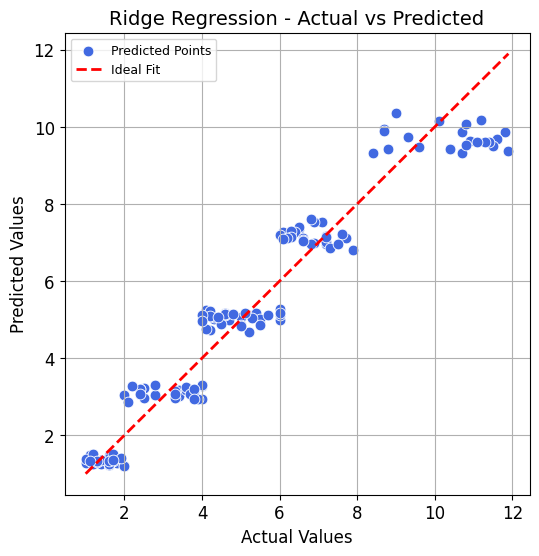 Ridge Regression - Actual vs Predicted
Predicted Points
Ideal Fit
12
10
8
6
4
2
Predicted Values
2 4 6 8 10 12
Actual Values